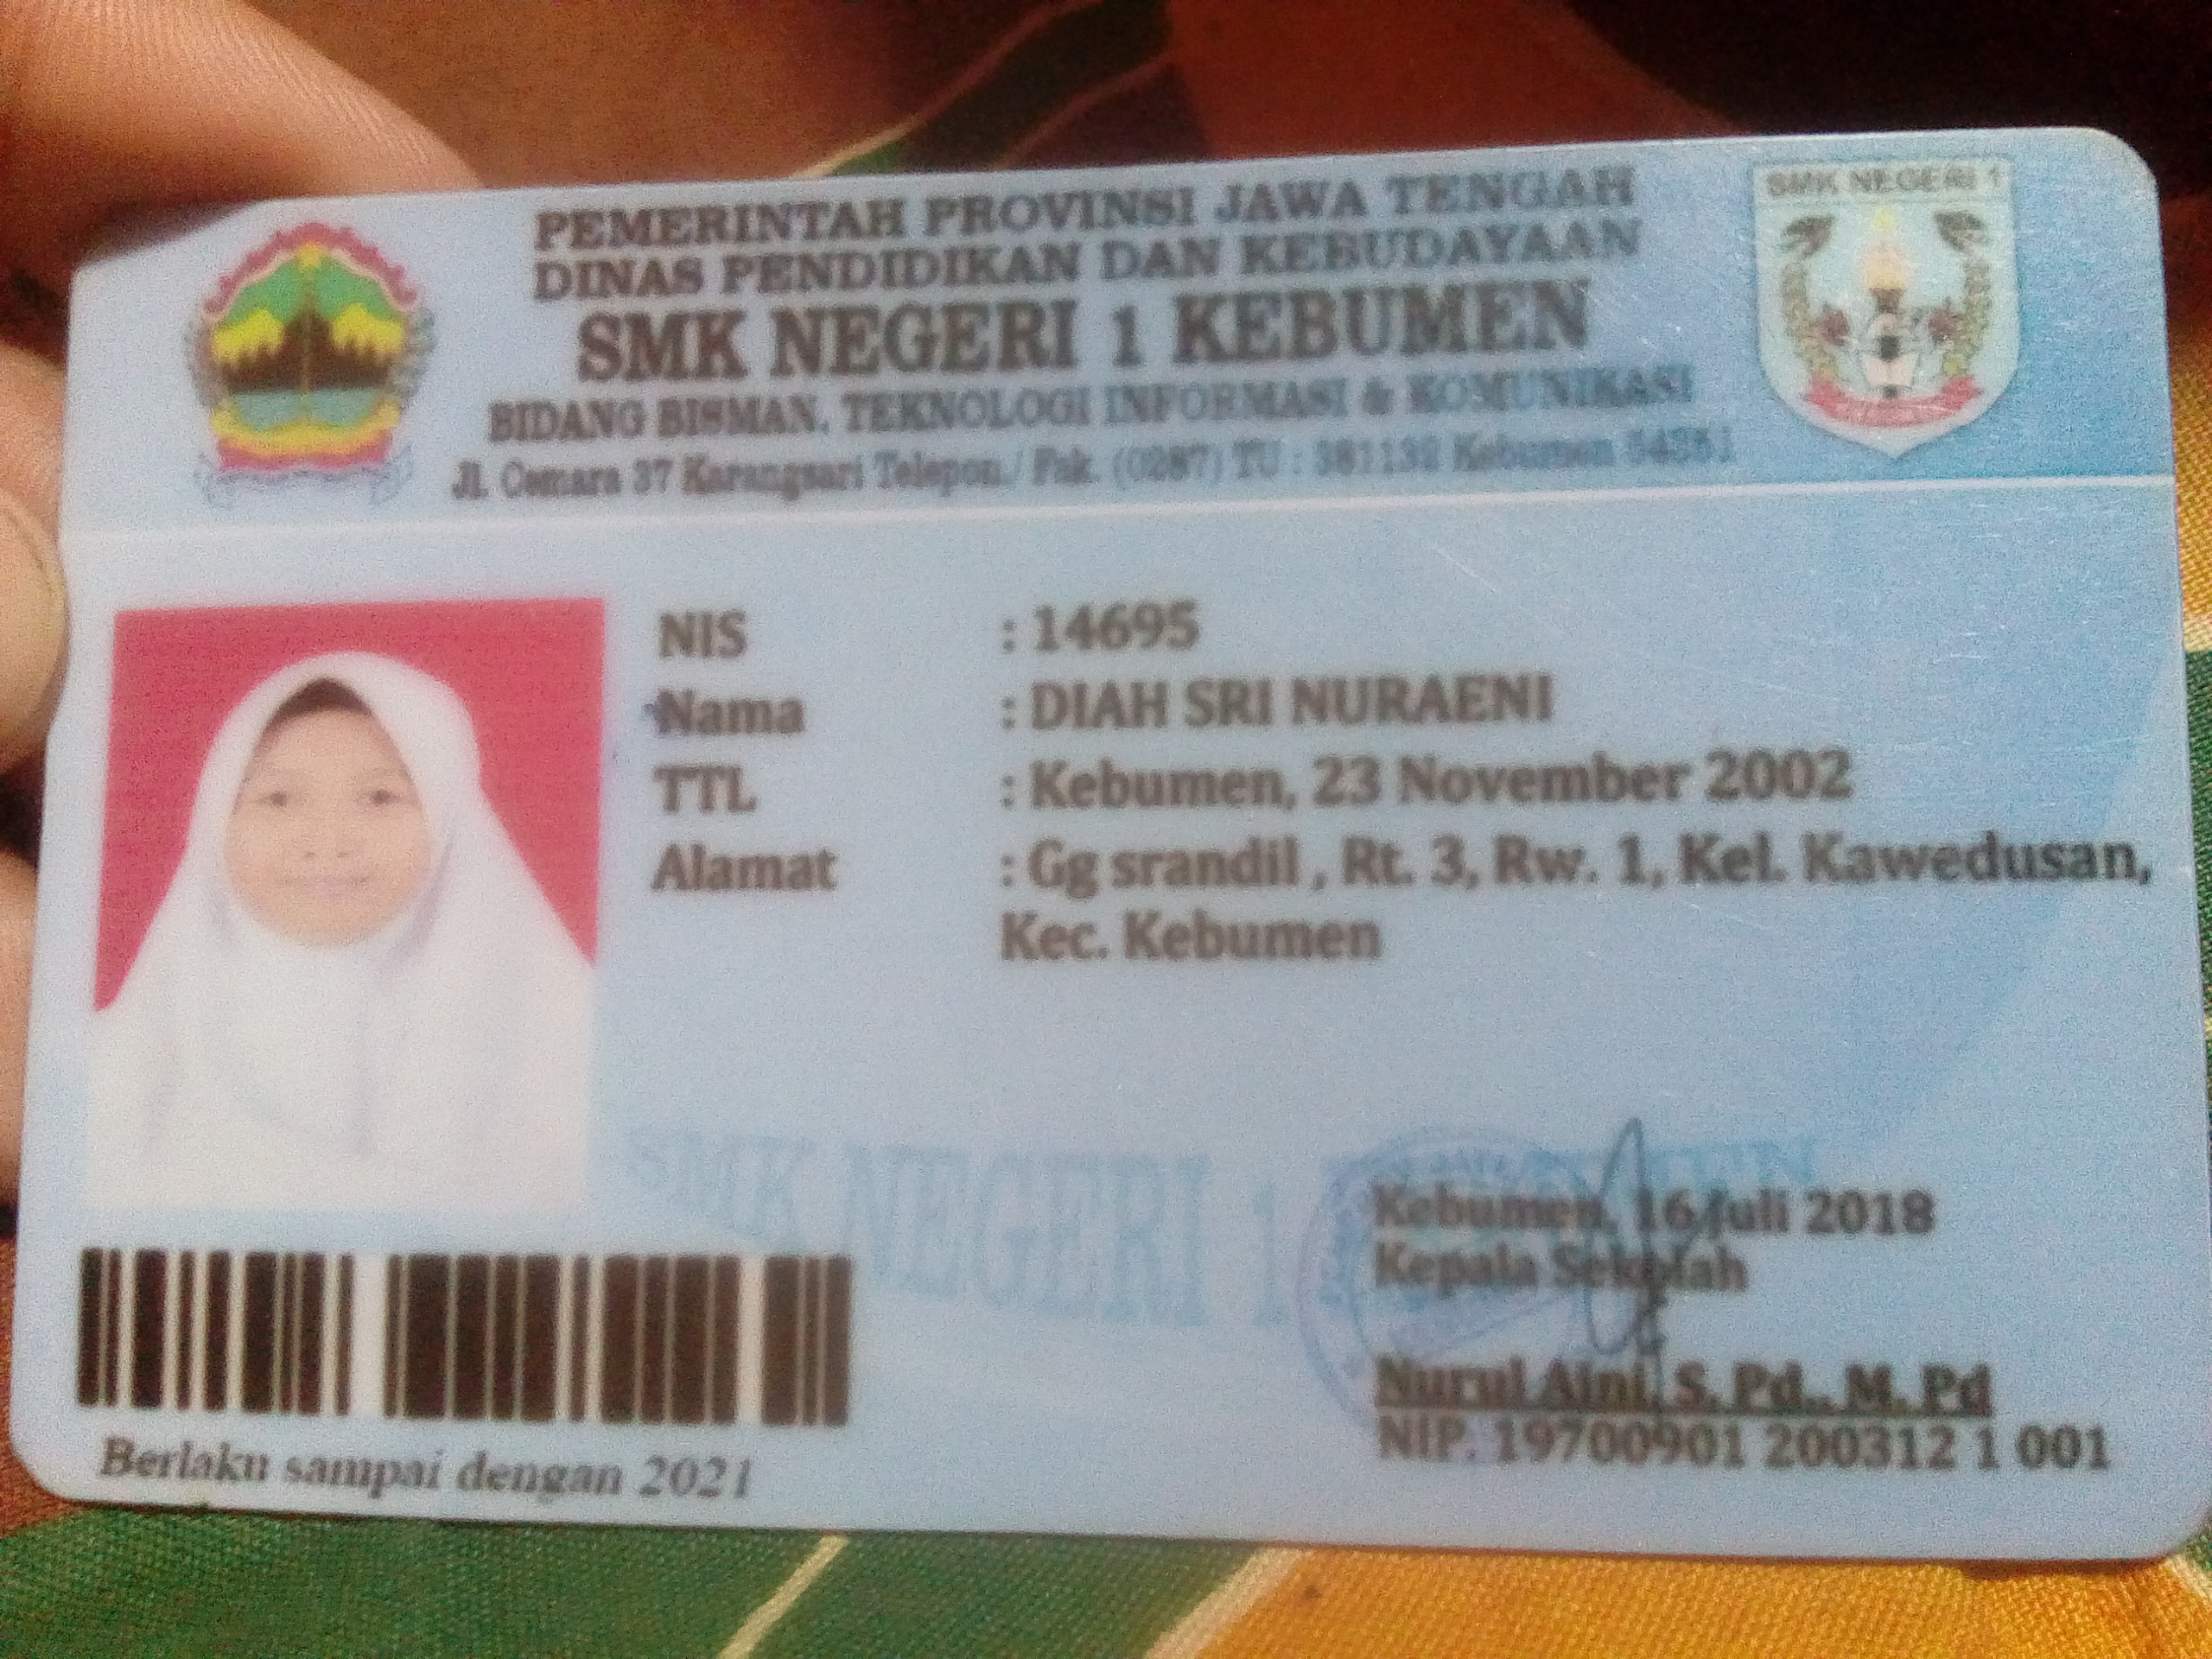 PEMERINTAH PROVINSI JAWA TENGAH
DINAS PENDIDIKAN DAN KEBUDAYAAN
SMK NEGERI 1 KEBUMEN
BIDANG BISMAN, TEKNOLOGI INFORMASI & KOMUNIKASI
Jl. Cemara 37 Karangsari Telepon./ Fak. (0287) TU : 381132 Kebumen 54351
SMK NEGERI 1
NIS : 14695
Nama : DIAH SRI NURAENI
TTL : Kebumen, 23 November 2002
Alamat : Gg srandil , Rt. 3, Rw. 1, Kel. Kawedusan,
Kec. Kebumen
SMK NEGERI 1 KEBUMEN
Kebumen, 16 Juli 2018
Kepala Sekolah
Nurul Aini, S. Pd., M. Pd
NIP. 19700901 200312 1 001
Berlaku sampai dengan 2021